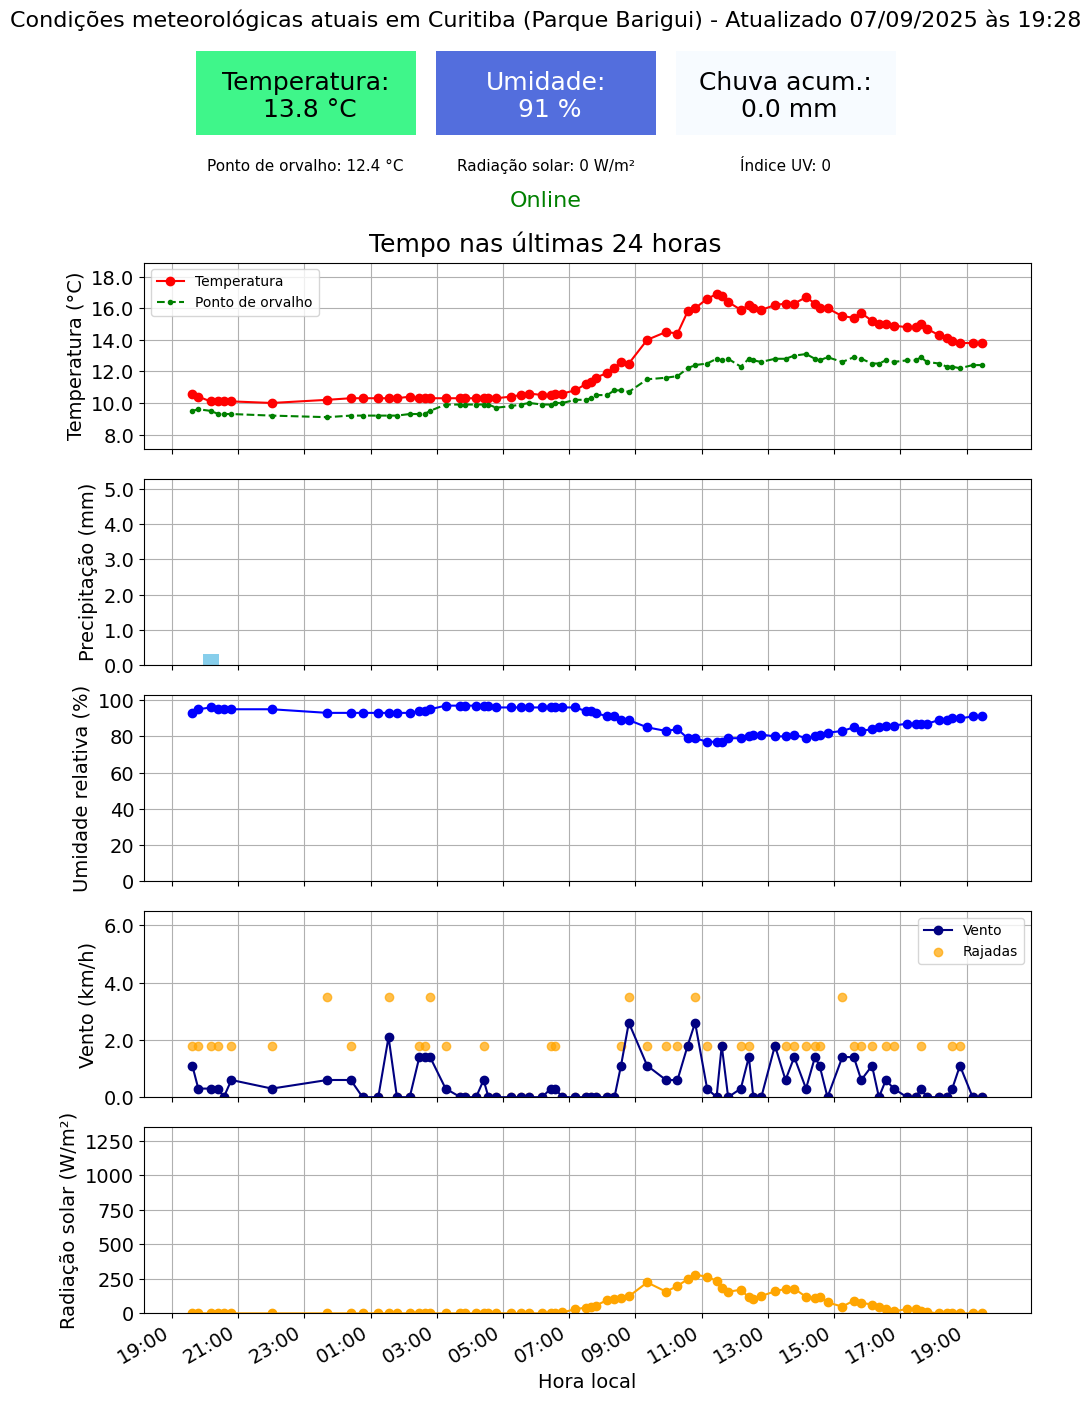 Condições meteorológicas atuais em Curitiba (Parque Barigui) - Atualizado 07/09/2025 às 19:28
Temperatura:
13.8 °C
Umidade:
91 %
Chuva acum.:
0.0 mm
Ponto de orvalho: 12.4 °C
Radiação solar: 0 W/m²
Índice UV: 0
Online
Tempo nas últimas 24 horas
Temperatura (°C)
18.0
16.0
14.0
12.0
10.0
8.0
Temperatura
Ponto de orvalho
Precipitação (mm)
5.0
4.0
3.0
2.0
1.0
0.0
Umidade relativa (%)
100
80
60
40
20
0
Vento (km/h)
6.0
4.0
2.0
0.0
Vento
Rajadas
Radiação solar (W/m²)
1250
1000
750
500
250
0
19:00
21:00
23:00
01:00
03:00
05:00
07:00
09:00
11:00
13:00
15:00
17:00
19:00
Hora local